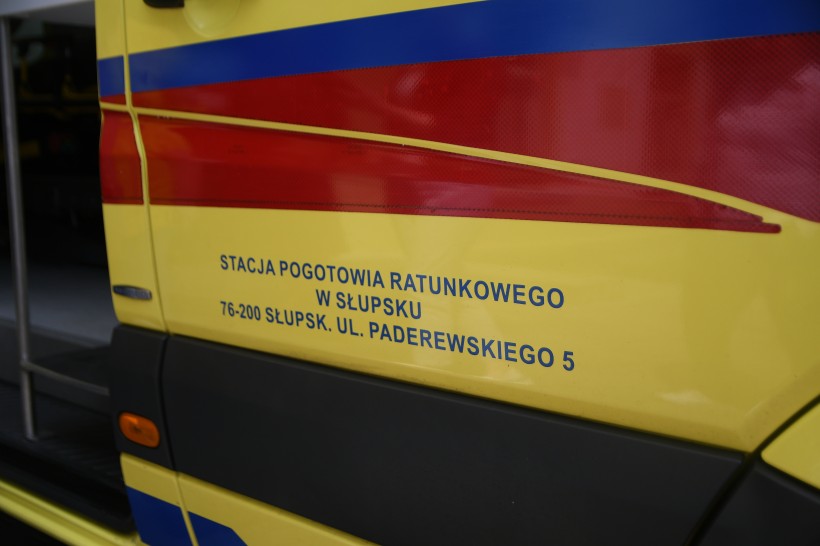 STACJA POGOTOWIA RATUNKOWEGO
W SŁUPSKU
76-200 SŁUPSK. UL. PADEREWSKIEGO 5